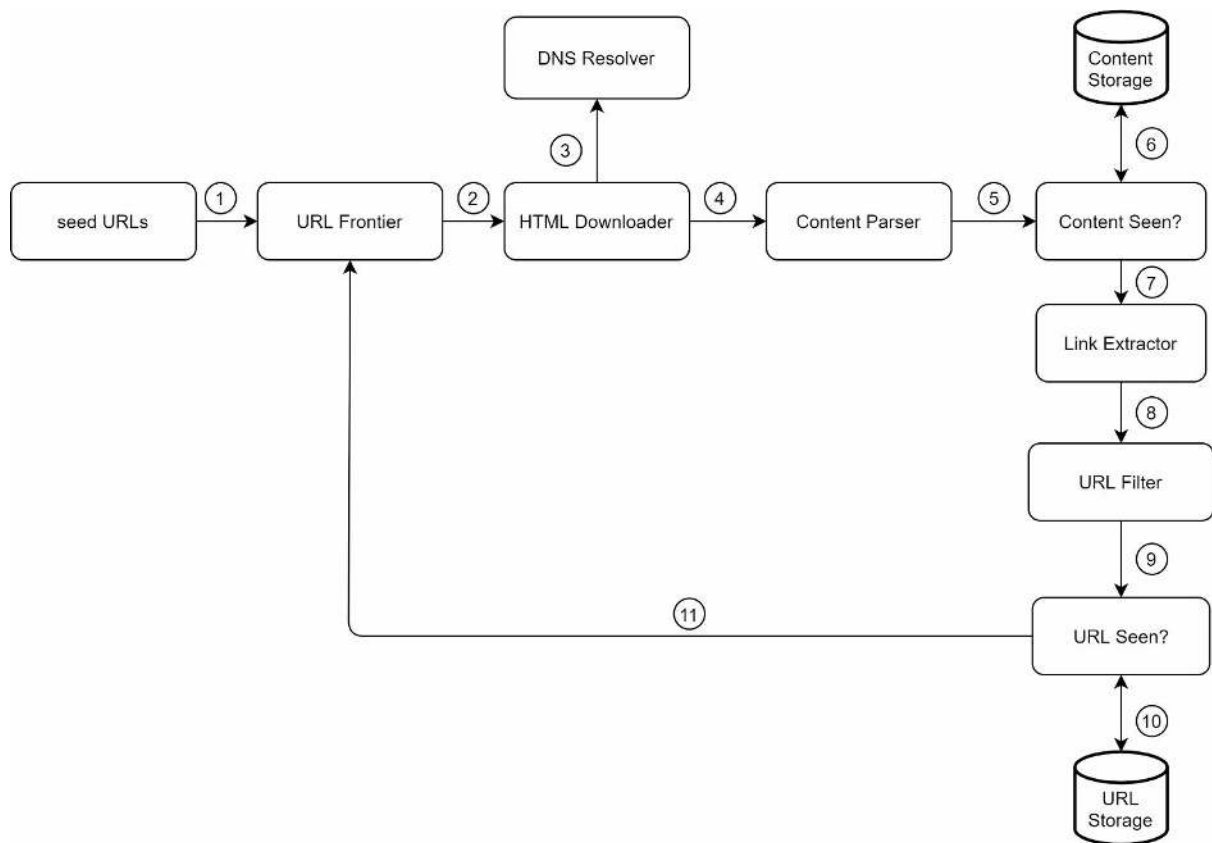 DNS Resolver
Content
Storage
3
6
1
2
4
5
seed URLs
URL Frontier
HTML Downloader
Content Parser
Content Seen?
7
Link Extractor
8
URL Filter
9
11
URL Seen?
10
URL
Storage